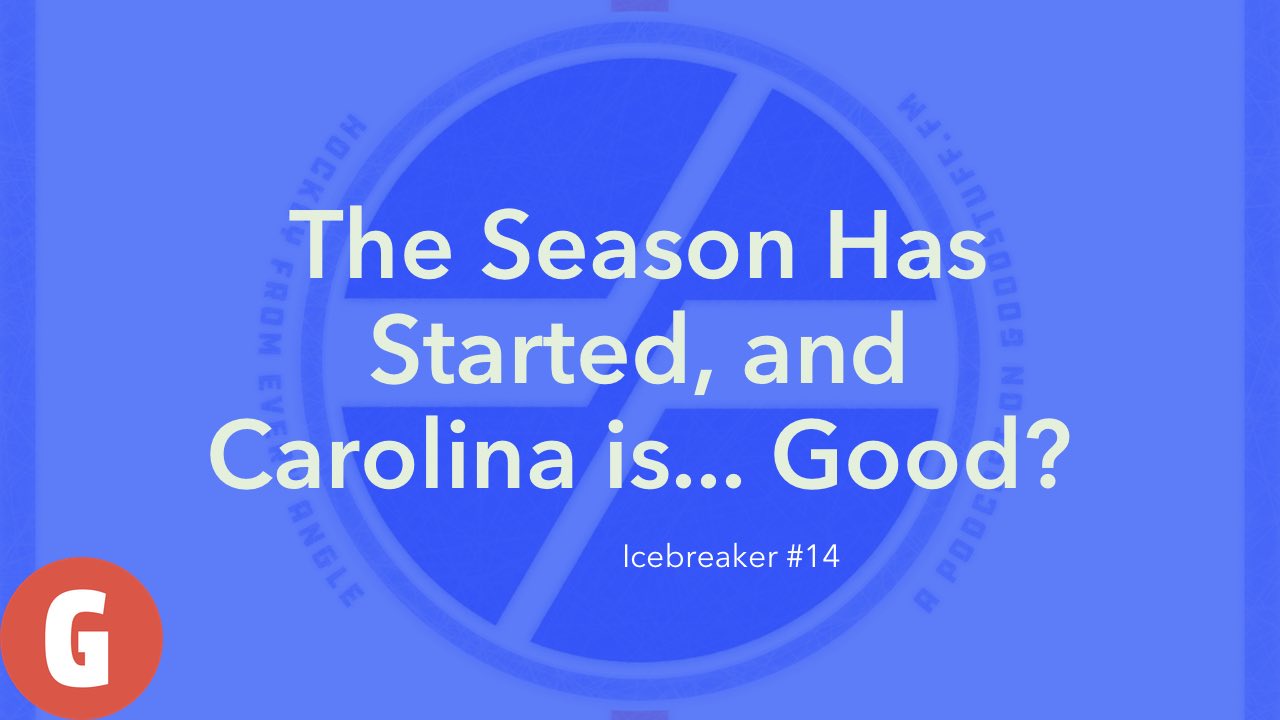 The Season Has
Started, and
Carolina is... Good?
Icebreaker #14
HOCKEY FROM EVERY ANGLE
A PODCAST ON GOODSTUFF.FM
G